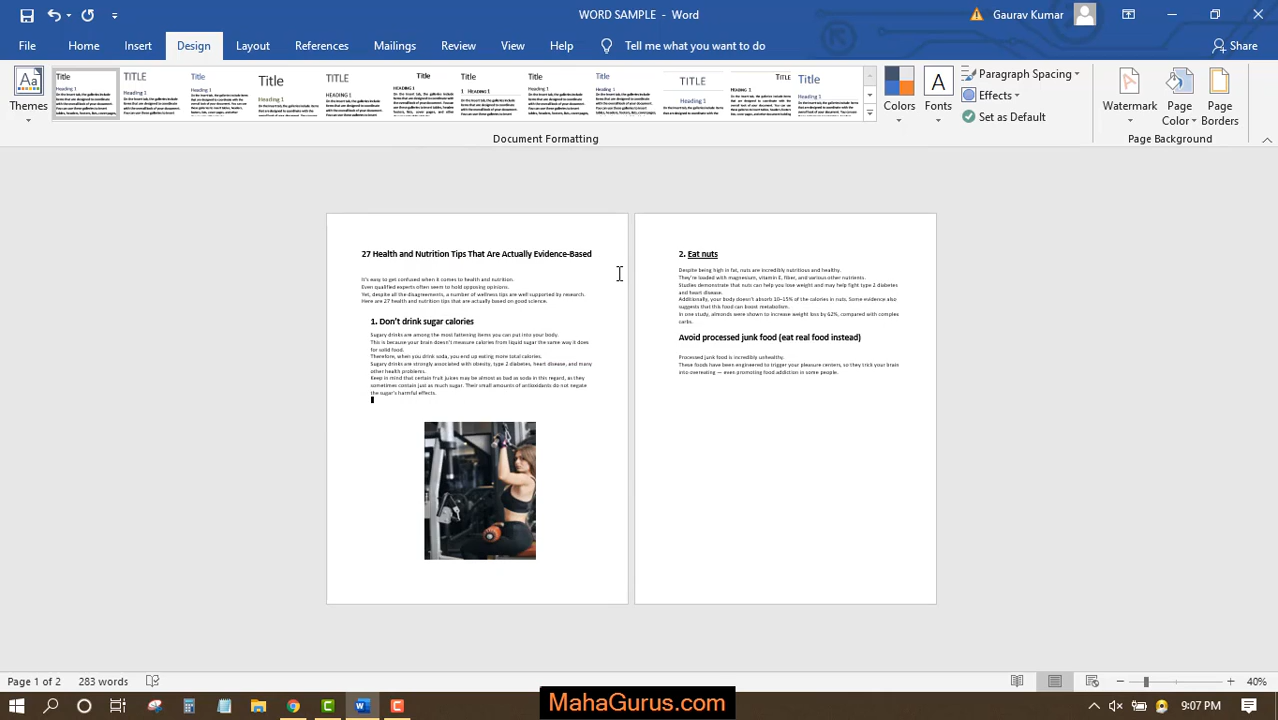 WORD SAMPLE - Word
Gaurav Kumar
File Home Insert Design Layout References Mailings Review View Help Tell me what you want to do
Share
Themes
Colors
Fonts
Paragraph Spacing
Effects
Set as Default
Watermark
Page Color
Page Borders
Document Formatting
Page Background
27 Health and Nutrition Tips That Are Actually Evidence-Based
It's easy to get confused when it comes to health and nutrition.
Even qualified experts often seem to hold opposing opinions.
Yet, despite all the disagreements, a number of wellness tips are well supported by research.
Here are 27 health and nutrition tips that are actually based on good science.
1. Don't drink sugar calories
Sugary drinks are among the most fattening items you can put into your body.
This is because your brain doesn't measure calories from liquid sugar the same way it does
for solid food.
Therefore, when you drink soda, you end up eating more total calories.
Sugary drinks are strongly associated with obesity, type 2 diabetes, heart disease, and many
other health problems.
Keep in mind that certain fruit juices may be almost as bad as soda in this regard, as they
sometimes contain just as much sugar. Their small amounts of antioxidants do not negate
the sugar's harmful effects.
2. Eat nuts
Despite being high in fat, nuts are incredibly nutritious and healthy.
They're loaded with magnesium, vitamin E, fiber, and various other nutrients.
Studies demonstrate that nuts can help you lose weight and may help fight type 2 diabetes
and heart disease.
Additionally, your body doesn't absorb 10–15% of the calories in nuts. Some evidence also
suggests that this food can boost metabolism.
In one study, almonds were shown to increase weight loss by 62%, compared with complex
carbs.
Avoid processed junk food (eat real food instead)
Processed junk food is incredibly unhealthy.
These foods have been engineered to trigger your pleasure centers, so they trick your brain
into overeating — even promoting food addiction in some people.
Page 1 of 2 283 words
40%
MahaGurus.com
9:07 PM